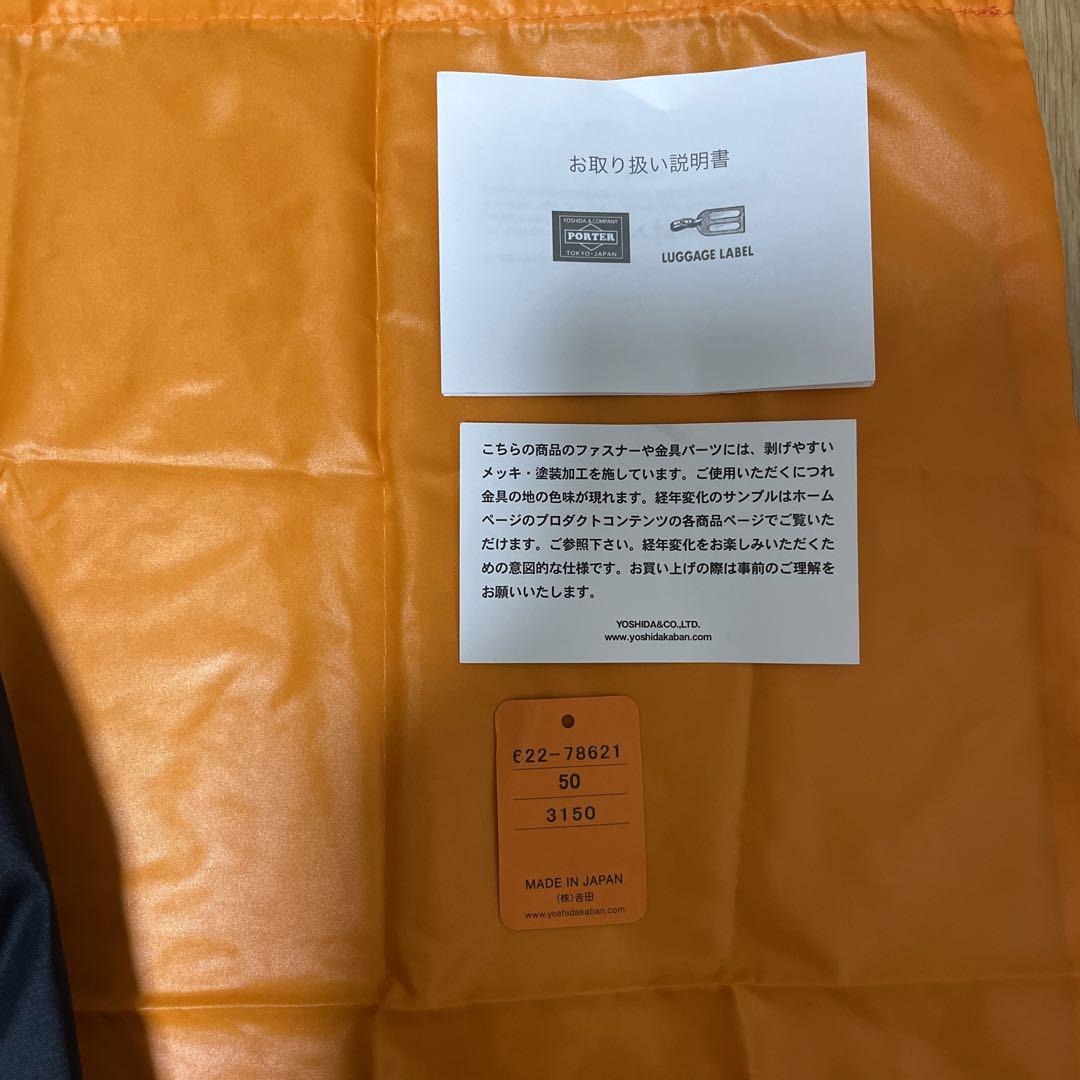 お取り扱い説明書
YOSHIDA & COMPANY
PORTER
TOKYO-JAPAN
LUGGAGE LABEL
こちらの商品のファスナーや金具パーツには、剥げやすい
メッキ・塗装加工を施しています。ご使用いただくにつれ
金具の地の色味が現れます。経年変化のサンプルはホーム
ページのプロダクトコンテンツの各商品ページでご覧いた
だけます。ご参照下さい。経年変化をお楽しみいただくた
めの意図的な仕様です。お買い上げの際は事前のご理解を
お願いいたします。
YOSHIDA&CO.,LTD.
www.yoshidakaban.com
622-78621
50
3150
MADE IN JAPAN
(株)𠮷田
www.yoshidakaban.com